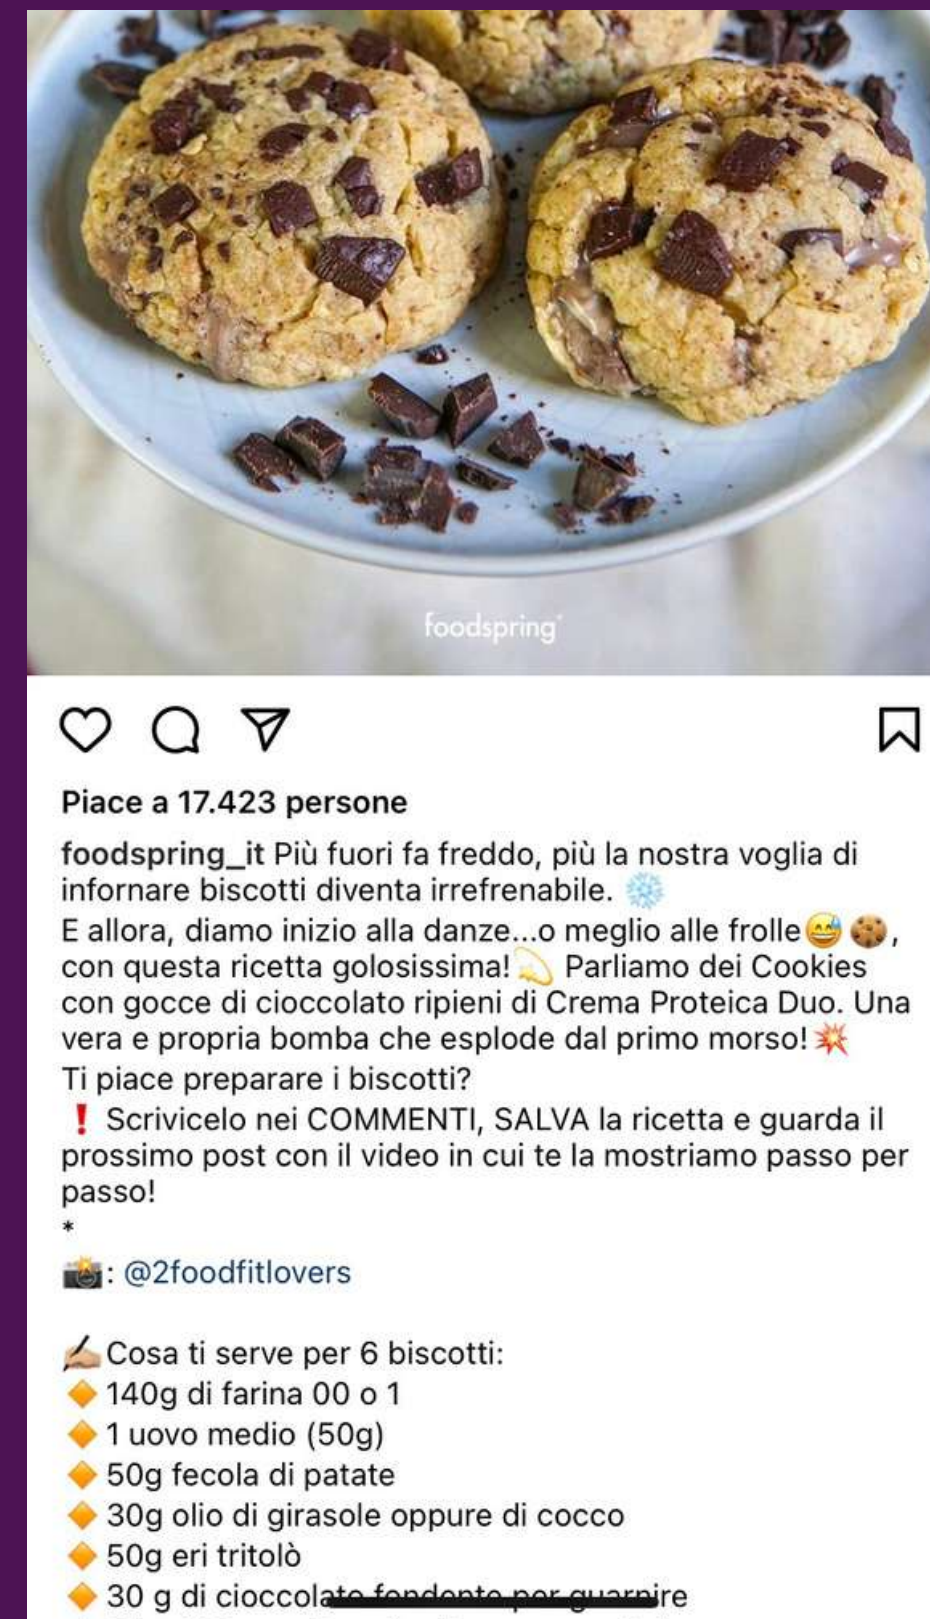 foodspring
Piace a 17.423 persone
foodspring_it Più fuori fa freddo, più la nostra voglia di
infornare biscotti diventa irrefrenabile. ❄️
E allora, diamo inizio alla danze...o meglio alle frolle😅🍪,
con questa ricetta golosissima!💫 Parliamo dei Cookies
con gocce di cioccolato ripieni di Crema Proteica Duo. Una
vera e propria bomba che esplode dal primo morso!💥
Ti piace preparare i biscotti?
❗ Scrivicelo nei COMMENTI, SALVA la ricetta e guarda il
prossimo post con il video in cui te la mostriamo passo per
passo!
*
📸: @2foodfitlovers
✍🏼Cosa ti serve per 6 biscotti:
🔸140g di farina 00 o 1
🔸1 uovo medio (50g)
🔸50g fecola di patate
🔸30g olio di girasole oppure di cocco
🔸50g eri tritolò
🔸30 g di cioccolato fondente per guarnire